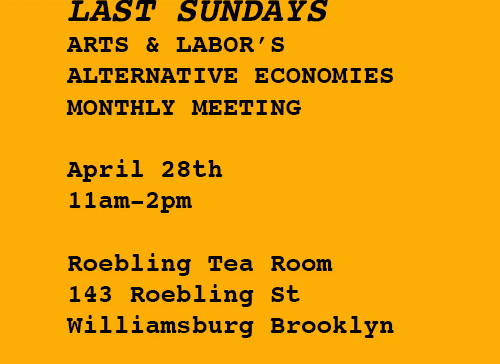 LAST SUNDAYS
ARTS & LABOR’S
ALTERNATIVE ECONOMIES
MONTHLY MEETING
April 28th
11am-2pm
Roebling Tea Room
143 Roebling St
Williamsburg Brooklyn